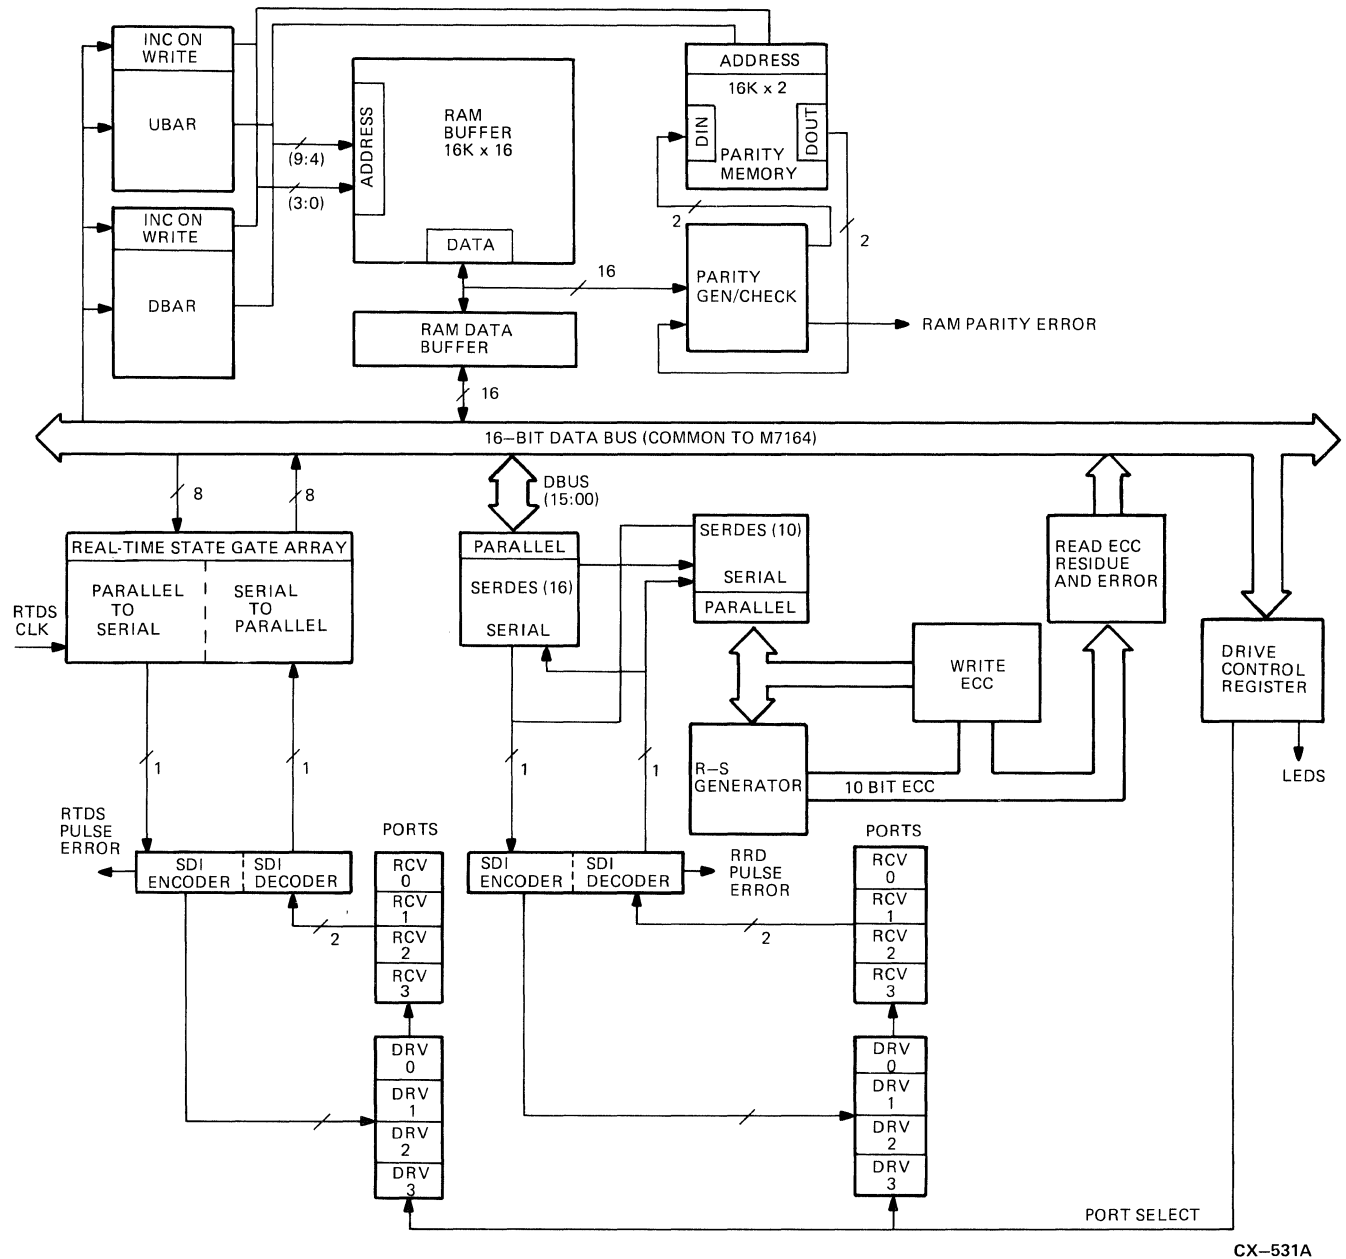 INC ON
WRITE
UBAR
INC ON
WRITE
DBAR
(9:4)
(3:0)
ADDRESS
RAM
BUFFER
16K x 16
DATA
RAM DATA
BUFFER
16
16
ADDRESS
16K x 2
DIN
DOUT
PARITY
MEMORY
2
2
PARITY
GEN/CHECK
RAM PARITY ERROR
16–BIT DATA BUS (COMMON TO M7164)
8
8
REAL-TIME STATE GATE ARRAY
PARALLEL
TO
SERIAL
SERIAL
TO
PARALLEL
RTDS
CLK
1
1
DBUS
(15:00)
PARALLEL
SERDES (16)
SERIAL
SERDES (10)
SERIAL
PARALLEL
1
1
WRITE
ECC
R–S
GENERATOR
10 BIT ECC
READ ECC
RESIDUE
AND ERROR
DRIVE
CONTROL
REGISTER
LEDS
RTDS
PULSE
ERROR
SDI
ENCODER
SDI
DECODER
2
PORTS
RCV
0
RCV
1
RCV
2
RCV
3
DRV
0
DRV
1
DRV
2
DRV
3
SDI
ENCODER
SDI
DECODER
RRD
PULSE
ERROR
2
PORTS
RCV
0
RCV
1
RCV
2
RCV
3
DRV
0
DRV
1
DRV
2
DRV
3
PORT SELECT
CX–531A